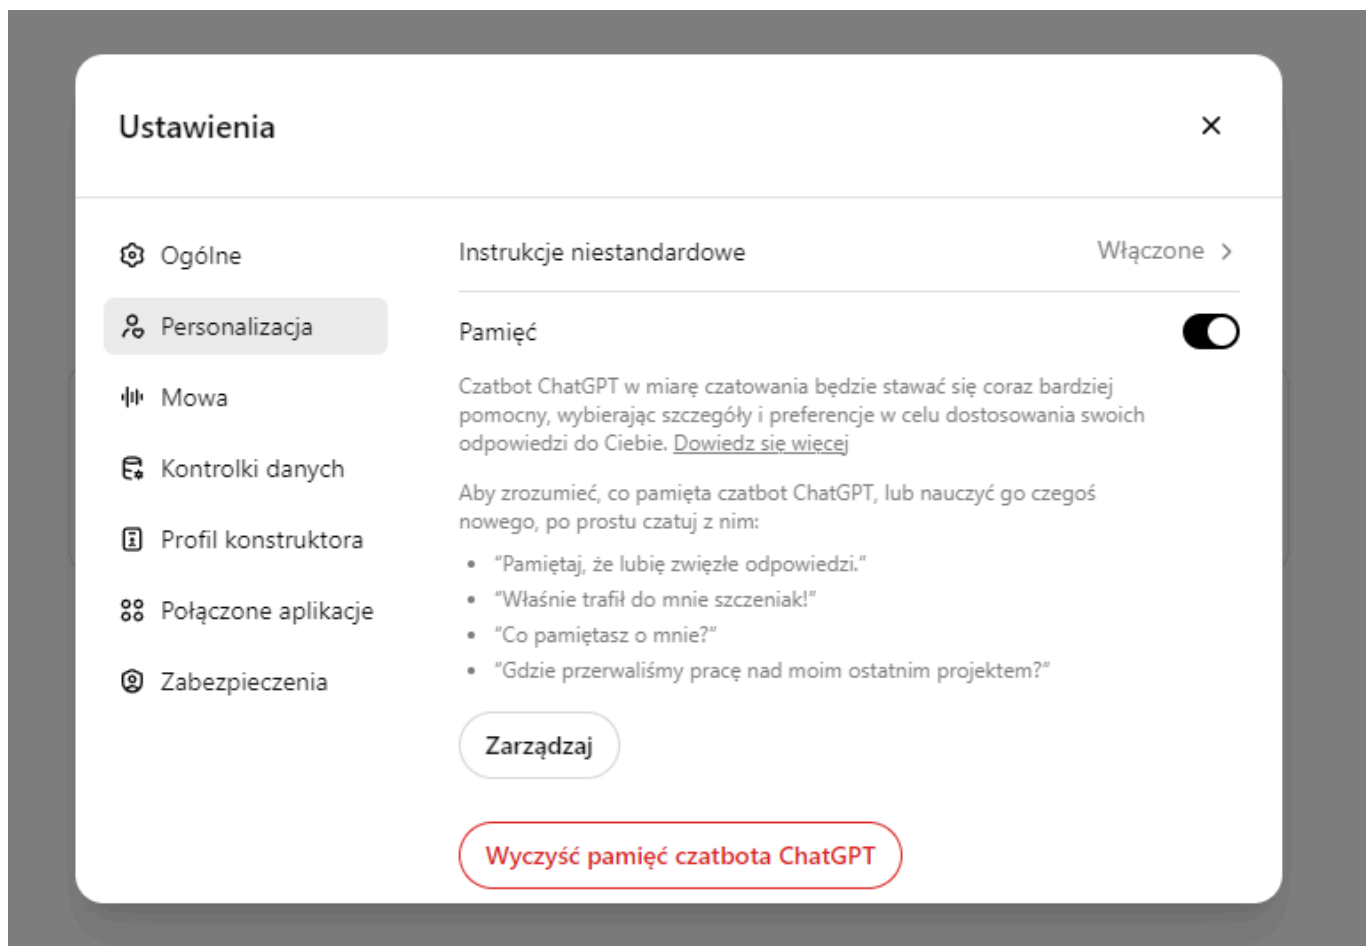 Ustawienia
Ogólne
Personalizacja
Mowa
Kontrolki danych
Profil konstruktora
Połączone aplikacje
Zabezpieczenia
Instrukcje niestandardowe
Włączone
Pamięć
Czatbot ChatGPT w miarę czatowania będzie stawać się coraz bardziej
pomocny, wybierając szczegóły i preferencje w celu dostosowania swoich
odpowiedzi do Ciebie. Dowiedz się więcej
Aby zrozumieć, co pamięta czatbot ChatGPT, lub nauczyć go czegoś
nowego, po prostu czatuj z nim:
• “Pamiętaj, że lubię zwięzłe odpowiedzi.”
• “Właśnie trafił do mnie szczeniak!”
• “Co pamiętasz o mnie?”
• “Gdzie przerwaliśmy pracę nad moim ostatnim projektem?”
Zarządzaj
Wyczyść pamięć czatbota ChatGPT